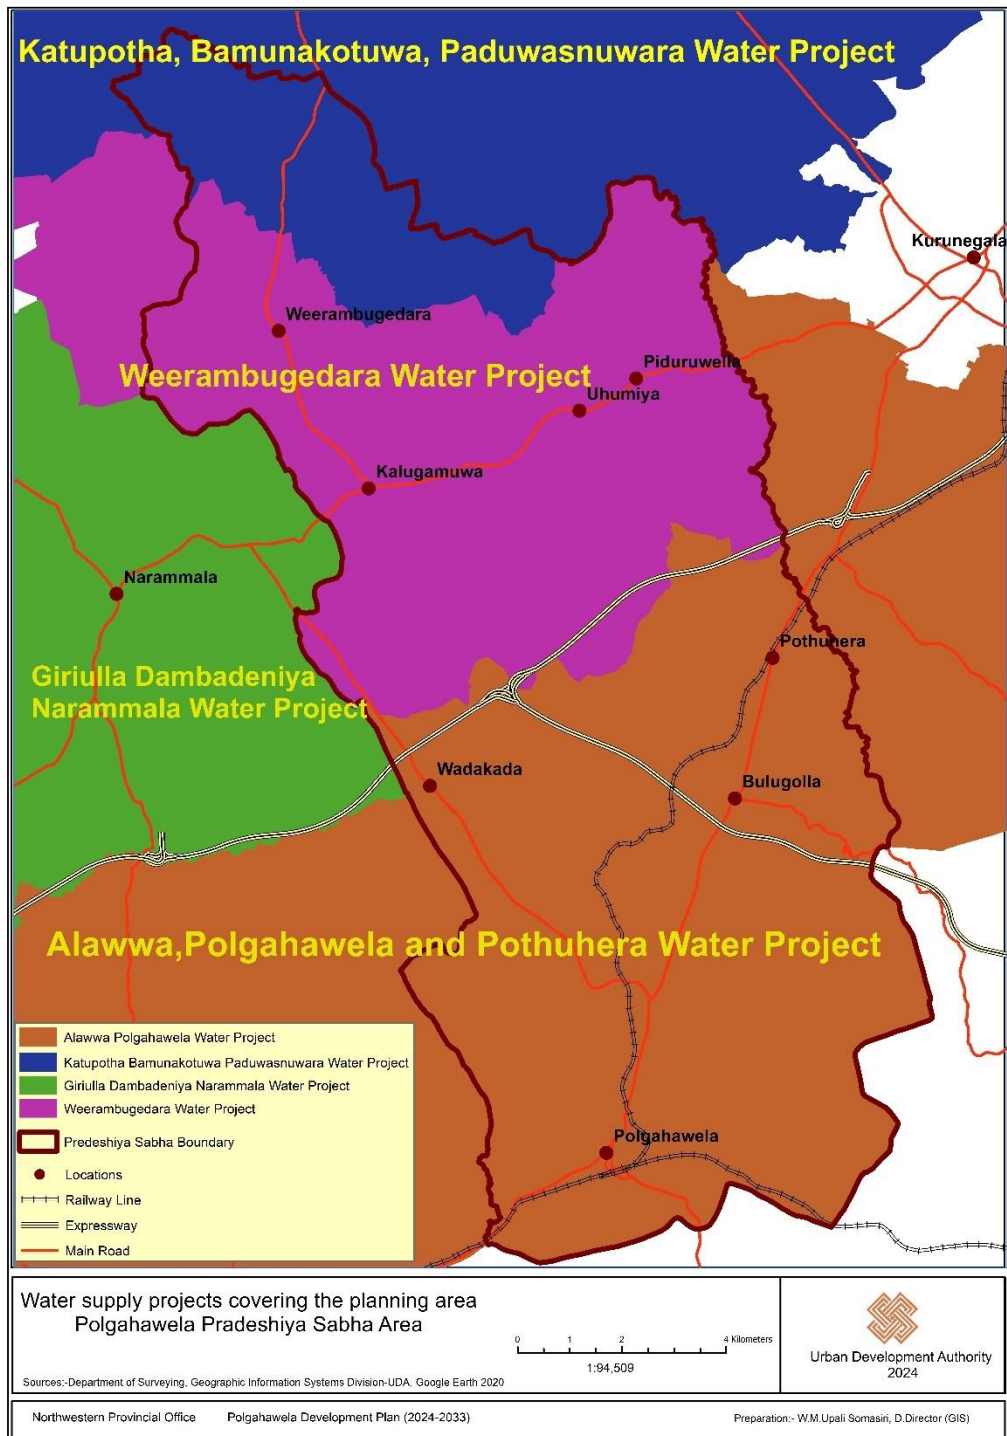 Katupotha, Bamunakotuwa, Paduwasnuwara Water Project
Kurunegala
Weerambugedara
Piduruwella
Weerambugedara Water Project
Uhumiya
Kalugamuwa
Narammala
Pothuhera
Giriulla Dambadeniya
Narammala Water Project
Wadakada
Bulugolla
Alawwa,Polgahawela and Pothuhera Water Project
Polgahawela
Alawwa Polgahawela Water Project
Katupotha Bamunakotuwa Paduwasnuwara Water Project
Giriulla Dambadeniya Narammala Water Project
Weerambugedara Water Project
Predeshiya Sabha Boundary
Locations
Railway Line
Expressway
Main Road
Water supply projects covering the planning area
Polgahawela Pradeshiya Sabha Area
0 1 2 4 Kilometers
1:94,509
Sources:-Department of Surveying, Geographic Information Systems Division-UDA, Google Earth 2020
Urban Development Authority
2024
Northwestern Provincial Office Polgahawela Development Plan (2024-2033) Preparation:- W.M.Upali Somasiri, D.Director (GIS)